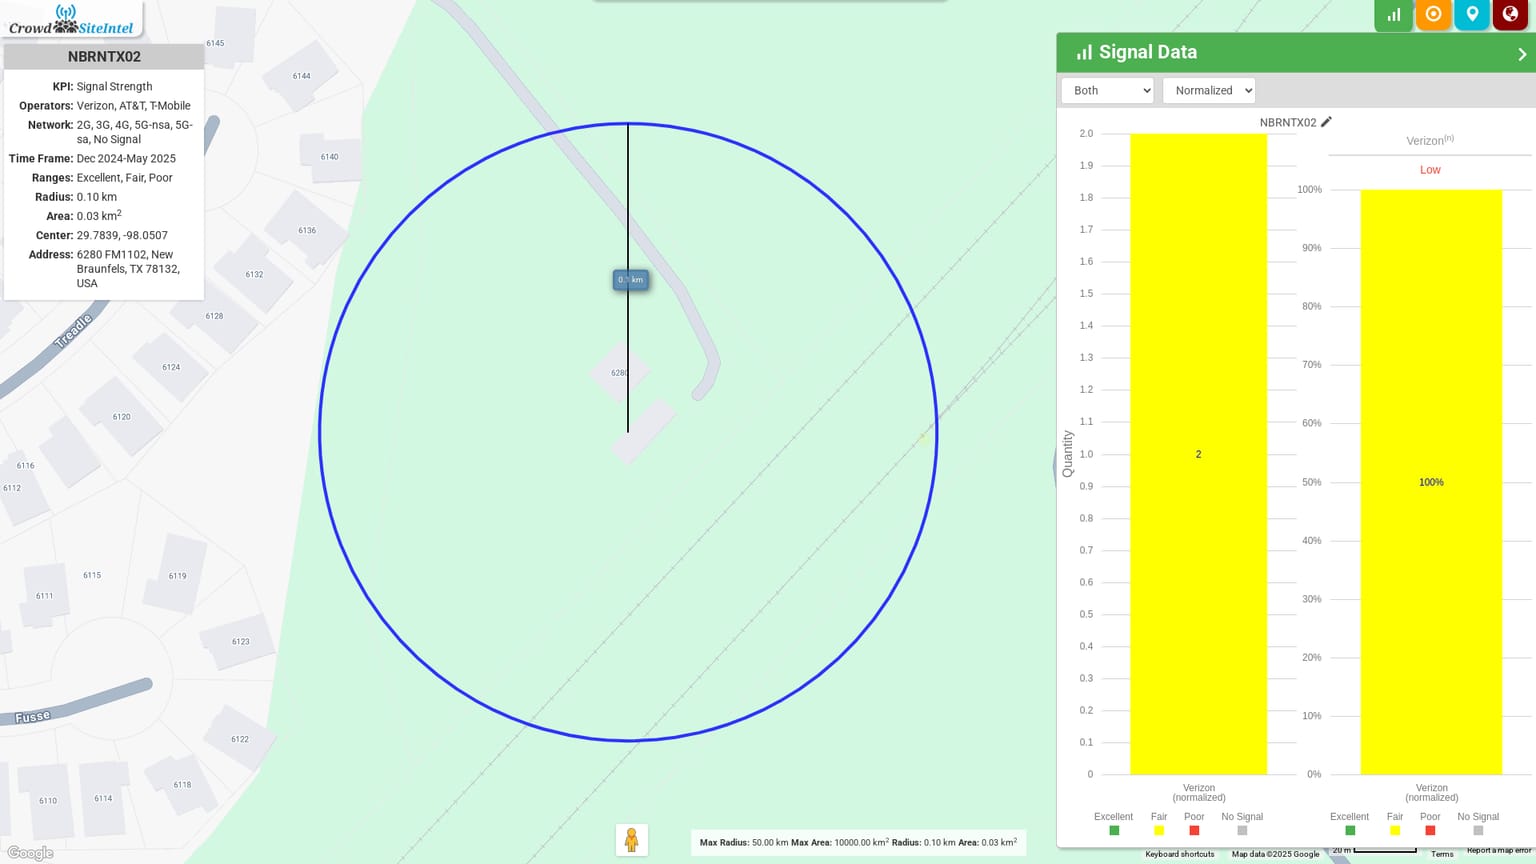 Crowd SiteIntel
NBRNTX02
KPI: Signal Strength
Operators: Verizon, AT&T, T-Mobile
Network: 2G, 3G, 4G, 5G-nsa, 5G-
sa, No Signal
Time Frame: Dec 2024-May 2025
Ranges: Excellent, Fair, Poor
Radius: 0.10 km
Area: 0.03 km²
Center: 29.7839, -98.0507
Address: 6280 FM1102, New
Braunfels, TX 78132,
USA
6145
6144
6140
6136
6132
6128
Treadle
6124
6120
6116
6112
6115
6119
6111
6123
Fusse
6122
6118
6114
6110
0.1 km
6280
Google
Max Radius: 50.00 km Max Area: 10000.00 km² Radius: 0.10 km Area: 0.03 km²
Signal Data
Both
Normalized
NBRNTX02
Quantity
2.0
1.9
1.8
1.7
1.6
1.5
1.4
1.3
1.2
1.1
1.0
0.9
0.8
0.7
0.6
0.5
0.4
0.3
0.2
0.1
0
2
Verizon
(normalized)
Excellent Fair Poor No Signal
Verizon(n)
Low
100%
90%
80%
70%
60%
50%
40%
30%
20%
10%
0%
100%
Verizon
(normalized)
Excellent Fair Poor No Signal
Keyboard shortcuts
Map data ©2025 Google
20 m
Terms
Report a map error